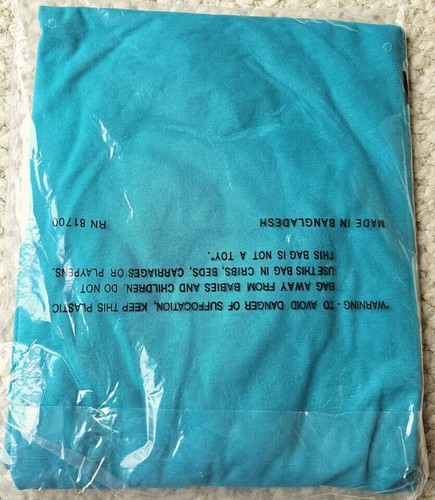 "WARNING - TO AVOID DANGER OF SUFFOCATION, KEEP THIS PLASTIC
BAG AWAY FROM BABIES AND CHILDREN. DO NOT
USE THIS BAG IN CRIBS, BEDS, CARRIAGES OR PLAYPENS.
THIS BAG IS NOT A TOY".
MADE IN BANGLADESH RN 81700